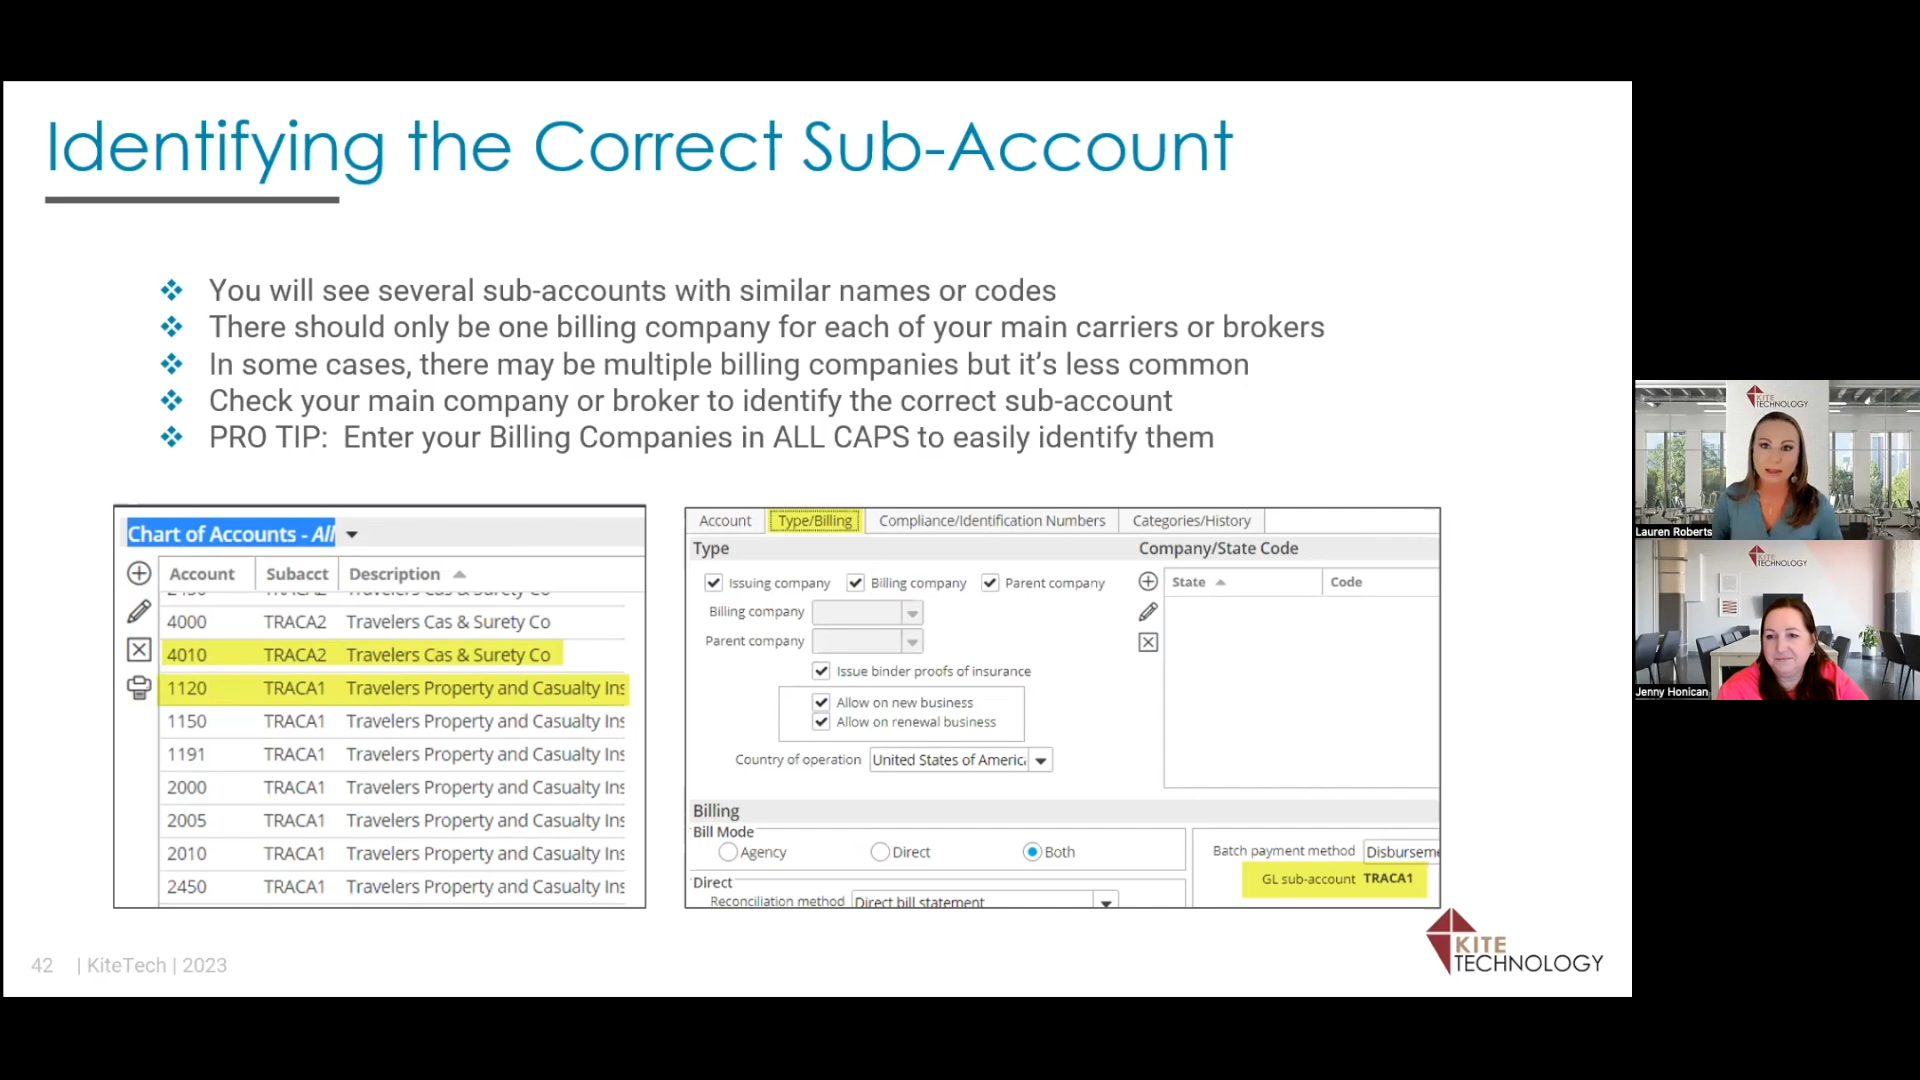 Identifying the Correct Sub-Account
You will see several sub-accounts with similar names or codes
There should only be one billing company for each of your main carriers or brokers
In some cases, there may be multiple billing companies but it’s less common
Check your main company or broker to identify the correct sub-account
PRO TIP:  Enter your Billing Companies in ALL CAPS to easily identify them
Chart of Accounts - All
Account Subacct Description
2450 TRACA2 Travelers Cas & Surety Co
4000 TRACA2 Travelers Cas & Surety Co
4010 TRACA2 Travelers Cas & Surety Co
1120 TRACA1 Travelers Property and Casualty Ins
1150 TRACA1 Travelers Property and Casualty Ins
1191 TRACA1 Travelers Property and Casualty Ins
2000 TRACA1 Travelers Property and Casualty Ins
2005 TRACA1 Travelers Property and Casualty Ins
2010 TRACA1 Travelers Property and Casualty Ins
2450 TRACA1 Travelers Property and Casualty Ins
Account Type/Billing Compliance/Identification Numbers Categories/History
Type
Issuing company Billing company Parent company
Billing company
Parent company
Issue binder proofs of insurance
Allow on new business
Allow on renewal business
Country of operation United States of Americ
Company/State Code
State Code
Billing
Bill Mode
Agency Direct Both
Direct
Reconciliation method Direct bill statement
Batch payment method Disburseme
GL sub-account TRACA1
KITE
TECHNOLOGY
42 | KiteTech | 2023
KITE
TECHNOLOGY
Lauren Roberts
KITE
TECHNOLOGY
Jenny Honican